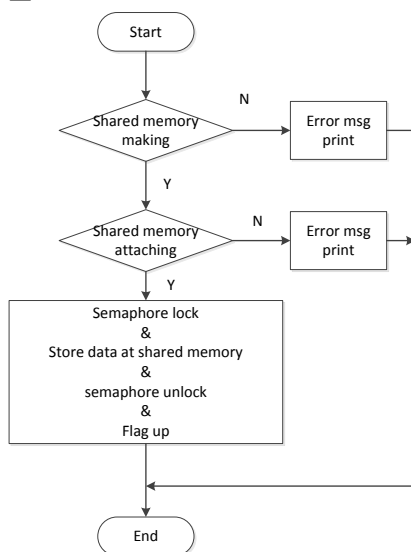 Start
Shared memory
making
N
Error msg
print
Y
Shared memory
attaching
N
Error msg
print
Y
Semaphore lock
&
Store data at shared memory
&
semaphore unlock
&
Flag up
End